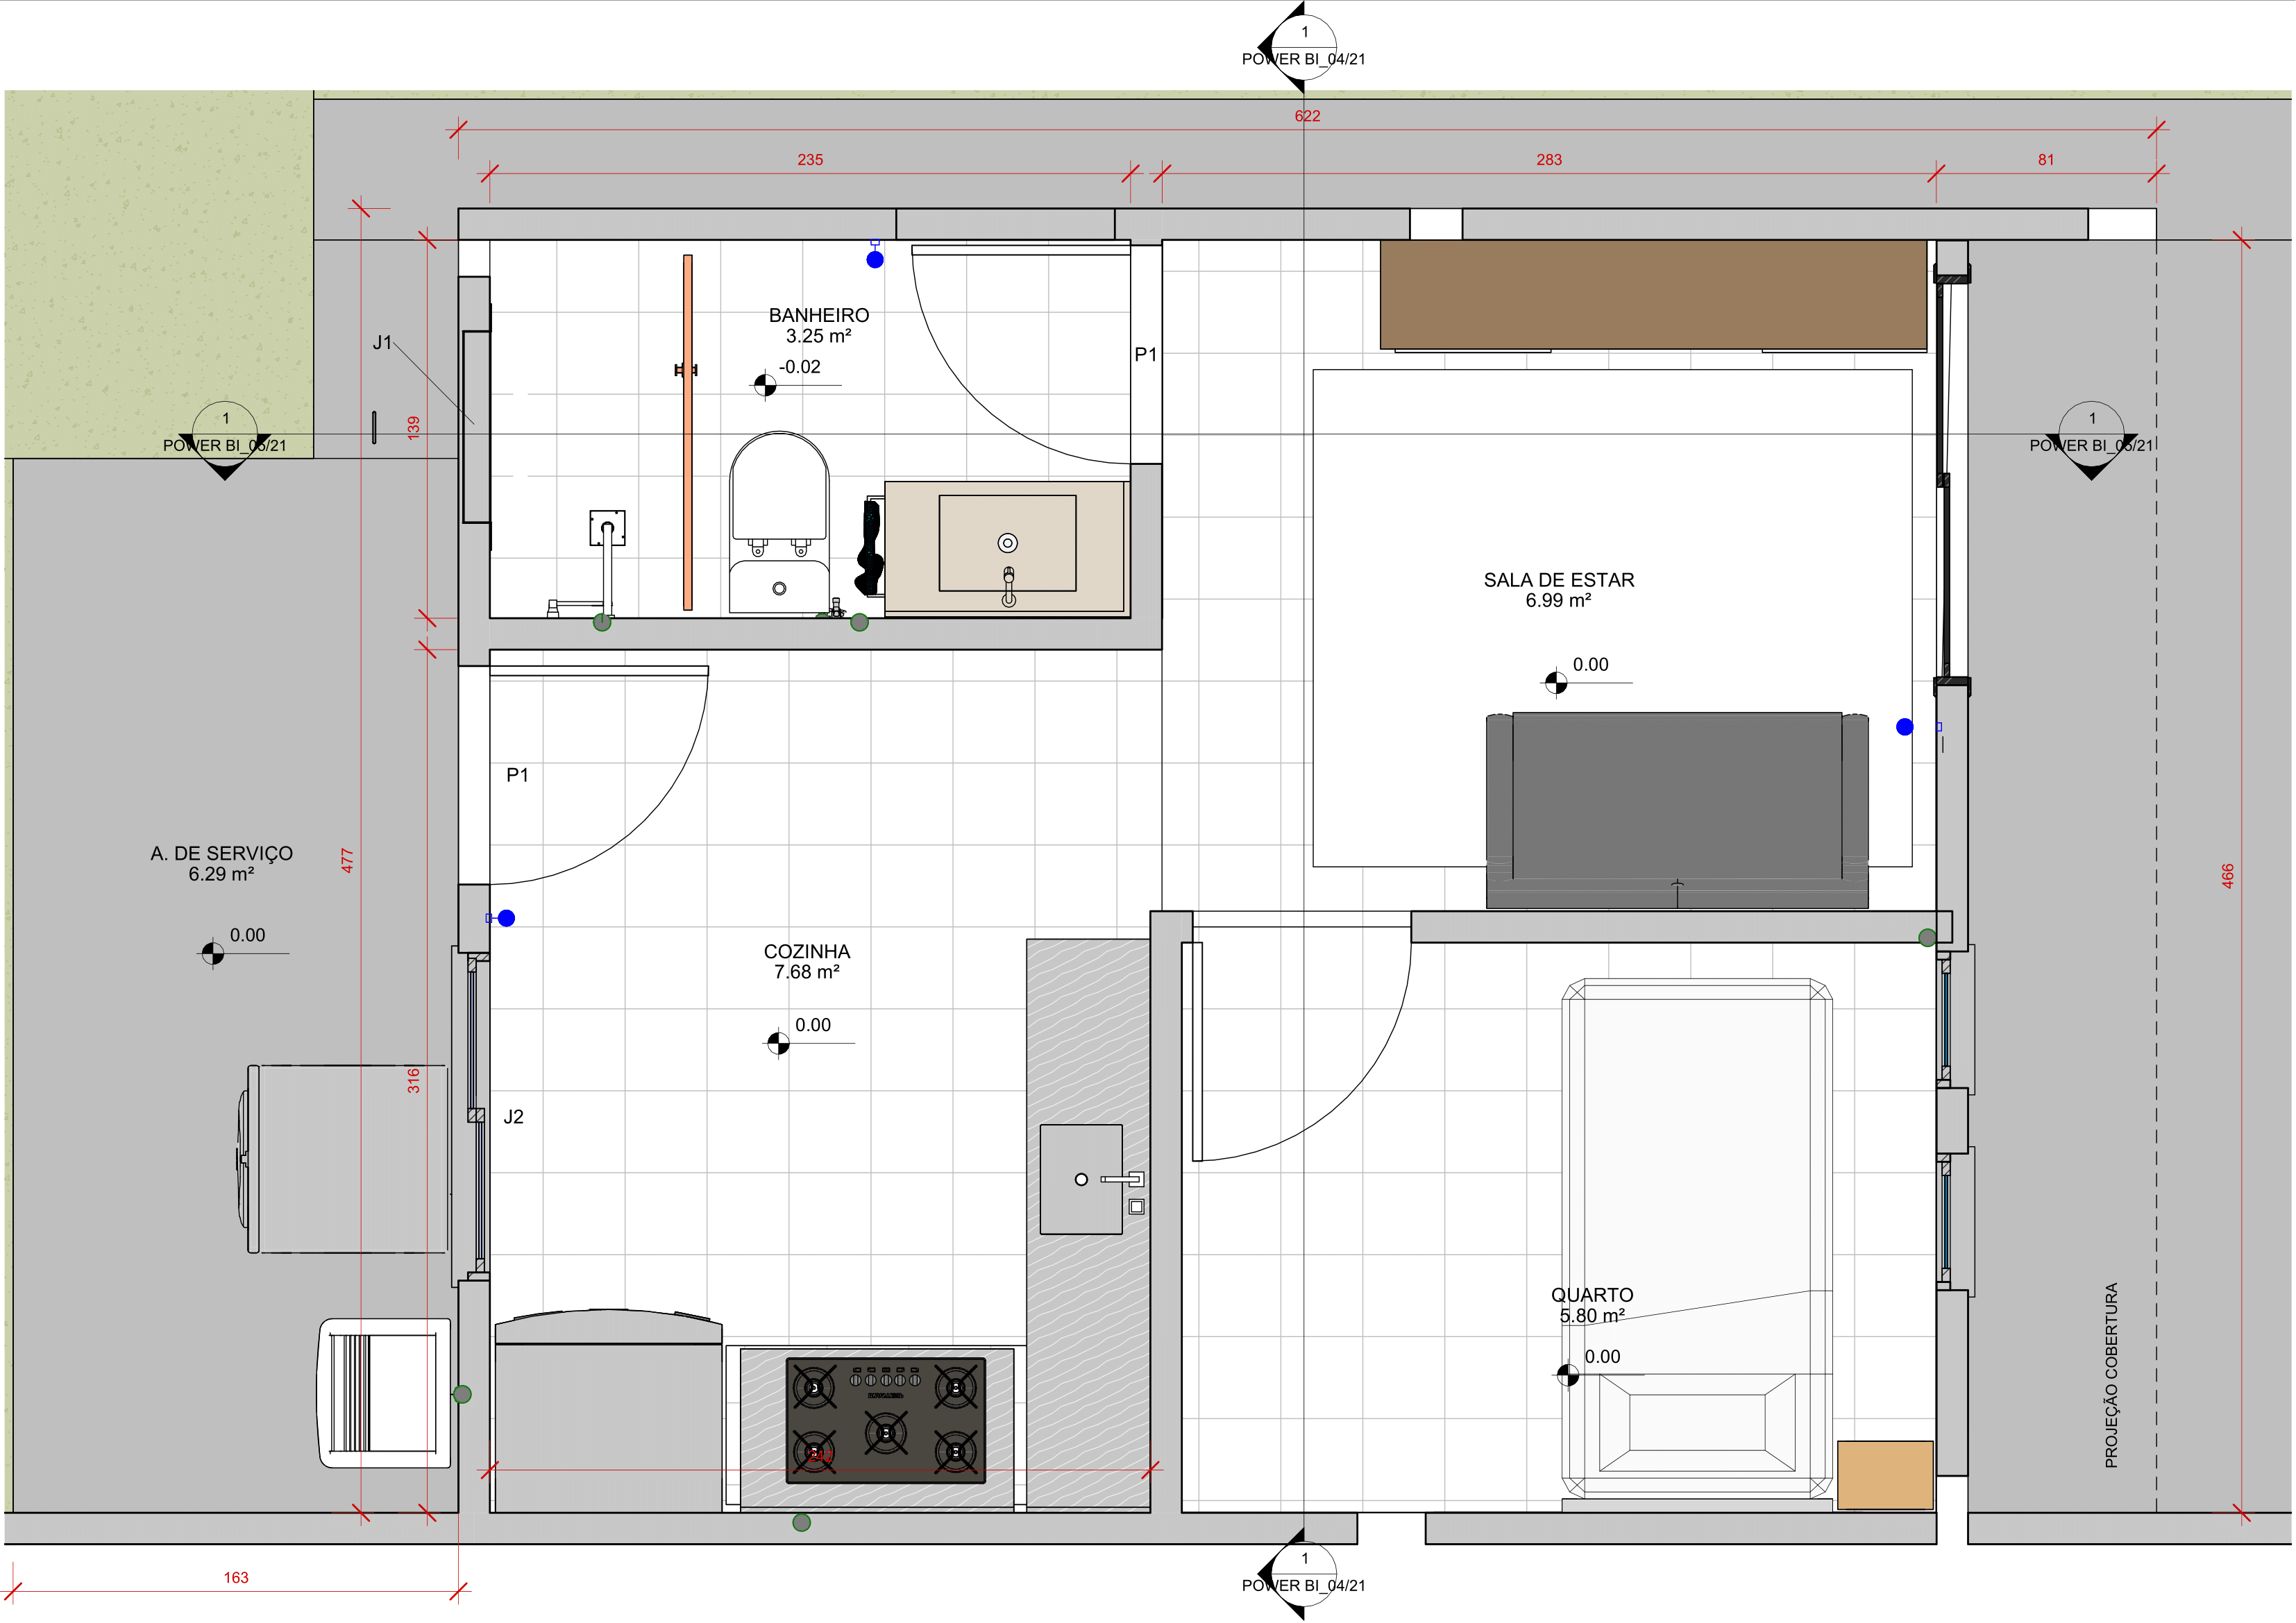 1
POWER BI_04/21
622
235
283
81
BANHEIRO
3.25 m²
-0.02
J1
P1
139
1
POWER BI_05/21
1
POWER BI_05/21
SALA DE ESTAR
6.99 m²
0.00
P1
A. DE SERVIÇO
6.29 m²
0.00
477
466
COZINHA
7.68 m²
0.00
316
J2
QUARTO
5.80 m²
0.00
PROJEÇÃO COBERTURA
242
163
1
POWER BI_04/21